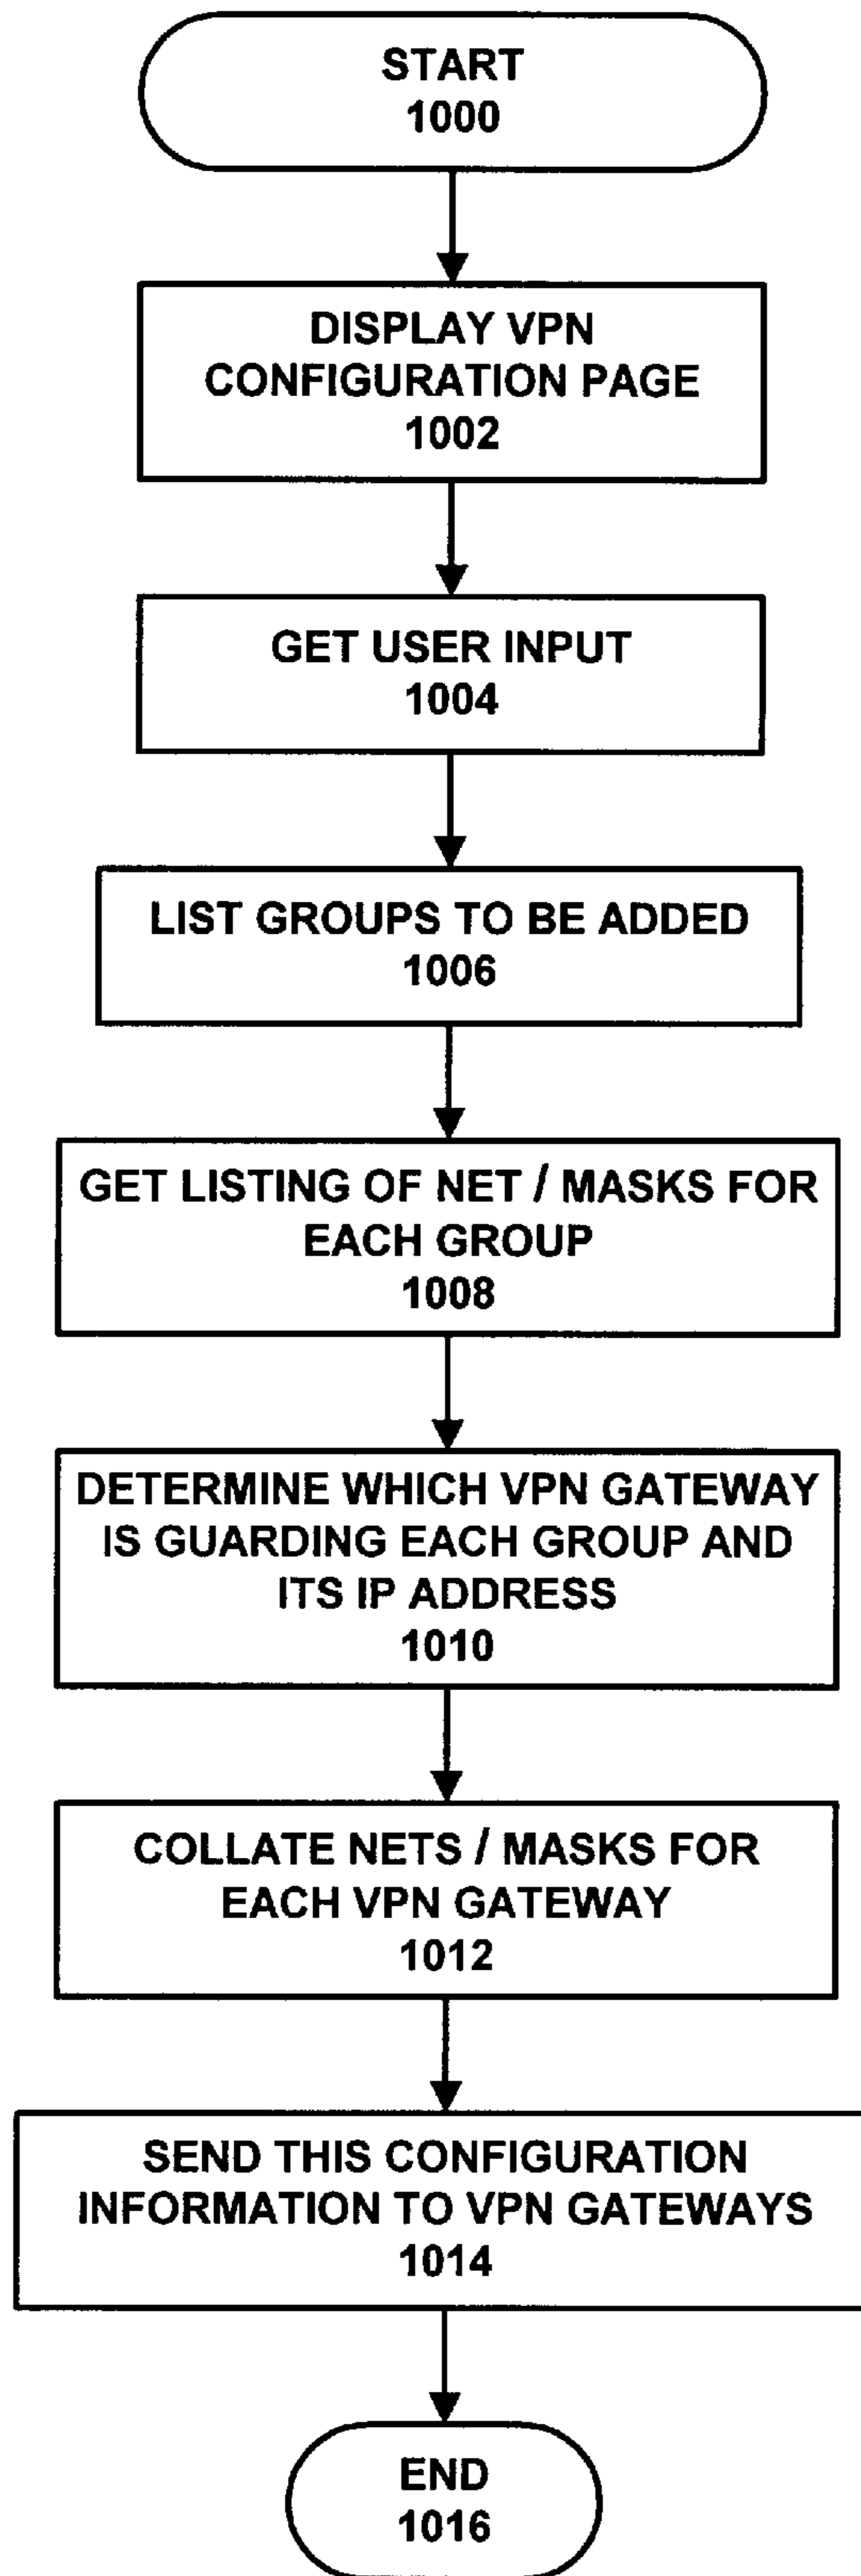 START
1000
DISPLAY VPN
CONFIGURATION PAGE
1002
GET USER INPUT
1004
LIST GROUPS TO BE ADDED
1006
GET LISTING OF NET / MASKS FOR
EACH GROUP
1008
DETERMINE WHICH VPN GATEWAY
IS GUARDING EACH GROUP AND
ITS IP ADDRESS
1010
COLLATE NETS / MASKS FOR
EACH VPN GATEWAY
1012
SEND THIS CONFIGURATION
INFORMATION TO VPN GATEWAYS
1014
END
1016